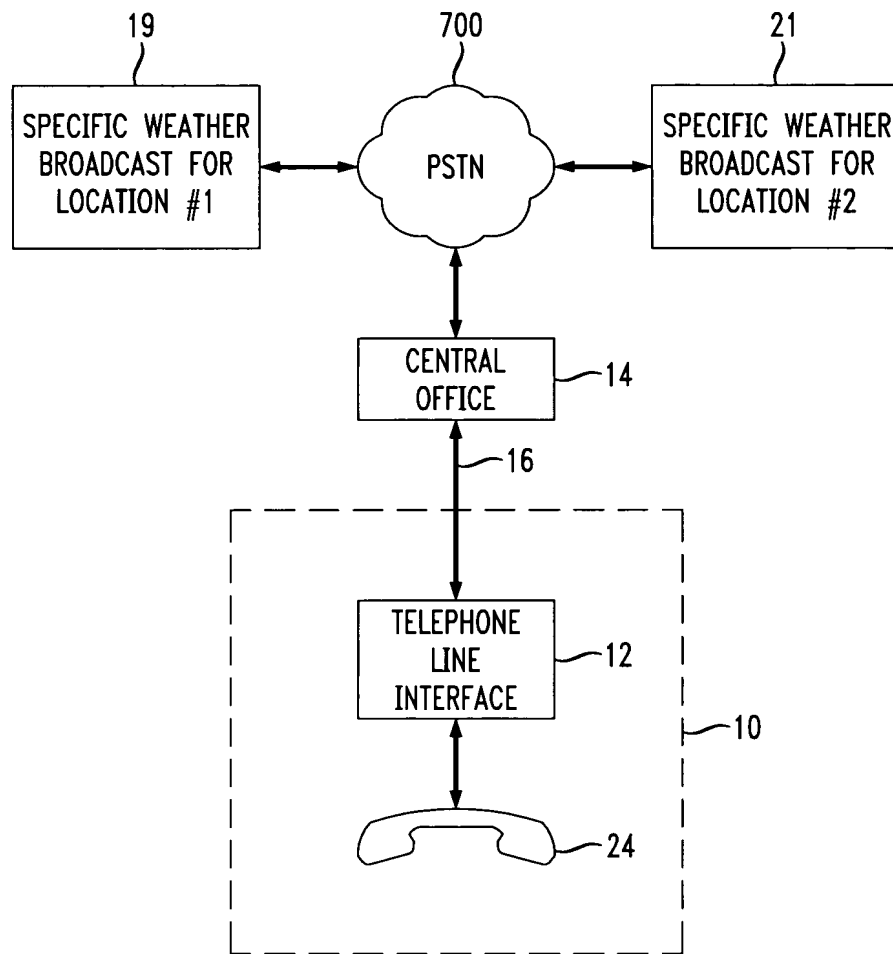 19
700
21
SPECIFIC WEATHER
BROADCAST FOR
LOCATION #1
PSTN
SPECIFIC WEATHER
BROADCAST FOR
LOCATION #2
CENTRAL
OFFICE
14
16
TELEPHONE
LINE
INTERFACE
12
10
24